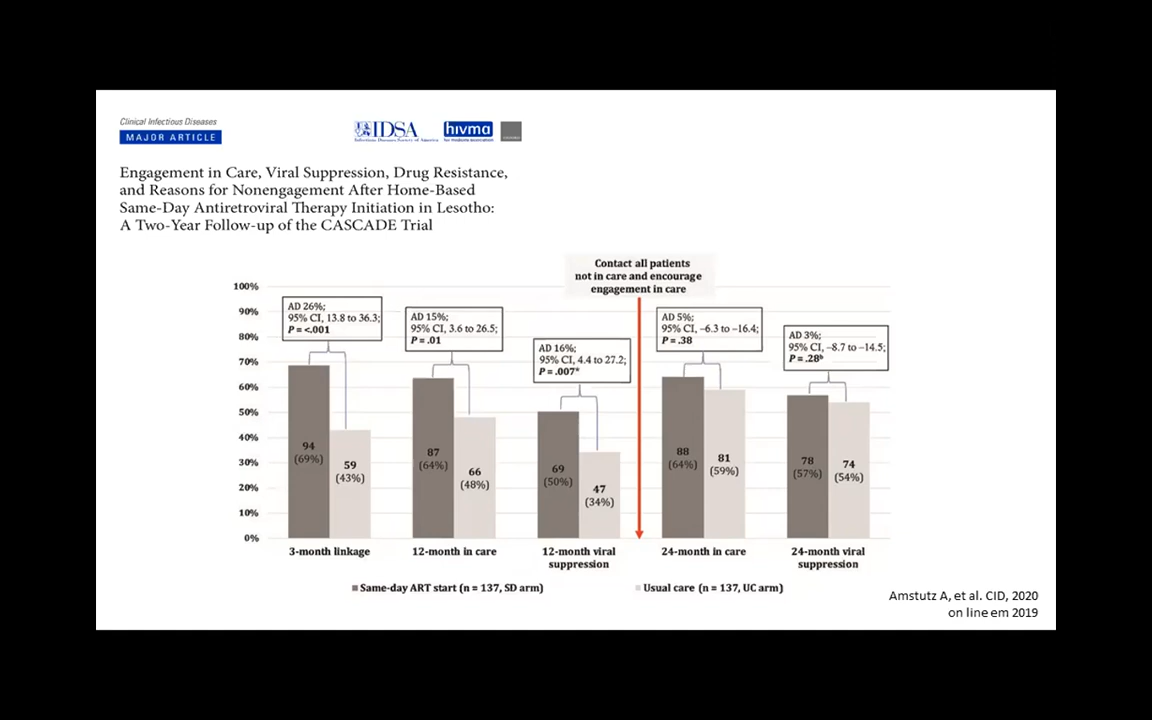 Clinical Infectious Diseases
MAJOR ARTICLE
IDSA
Infectious Diseases Society of America
hivma
hiv medicine association
Engagement in Care, Viral Suppression, Drug Resistance,
and Reasons for Nonengagement After Home-Based
Same-Day Antiretroviral Therapy Initiation in Lesotho:
A Two-Year Follow-up of the CASCADE Trial
Contact all patients
not in care and encourage
engagement in care
100%
90%
80%
70%
60%
50%
40%
30%
20%
10%
0%
AD 26%;
95% CI, 13.8 to 36.3;
P = <.001
AD 15%;
95% CI, 3.6 to 26.5;
P = .01
AD 16%;
95% CI, 4.4 to 27.2;
P = .007ᵃ
AD 5%;
95% CI, –6.3 to –16.4;
P = .38
AD 3%;
95% CI, –8.7 to –14.5;
P = .28ᵇ
94
(69%)
59
(43%)
87
(64%)
66
(48%)
69
(50%)
47
(34%)
88
(64%)
81
(59%)
78
(57%)
74
(54%)
3-month linkage
12-month in care
12-month viral
suppression
24-month in care
24-month viral
suppression
Same-day ART start (n = 137, SD arm)
Usual care (n = 137, UC arm)
Amstutz A, et al. CID, 2020
on line em 2019